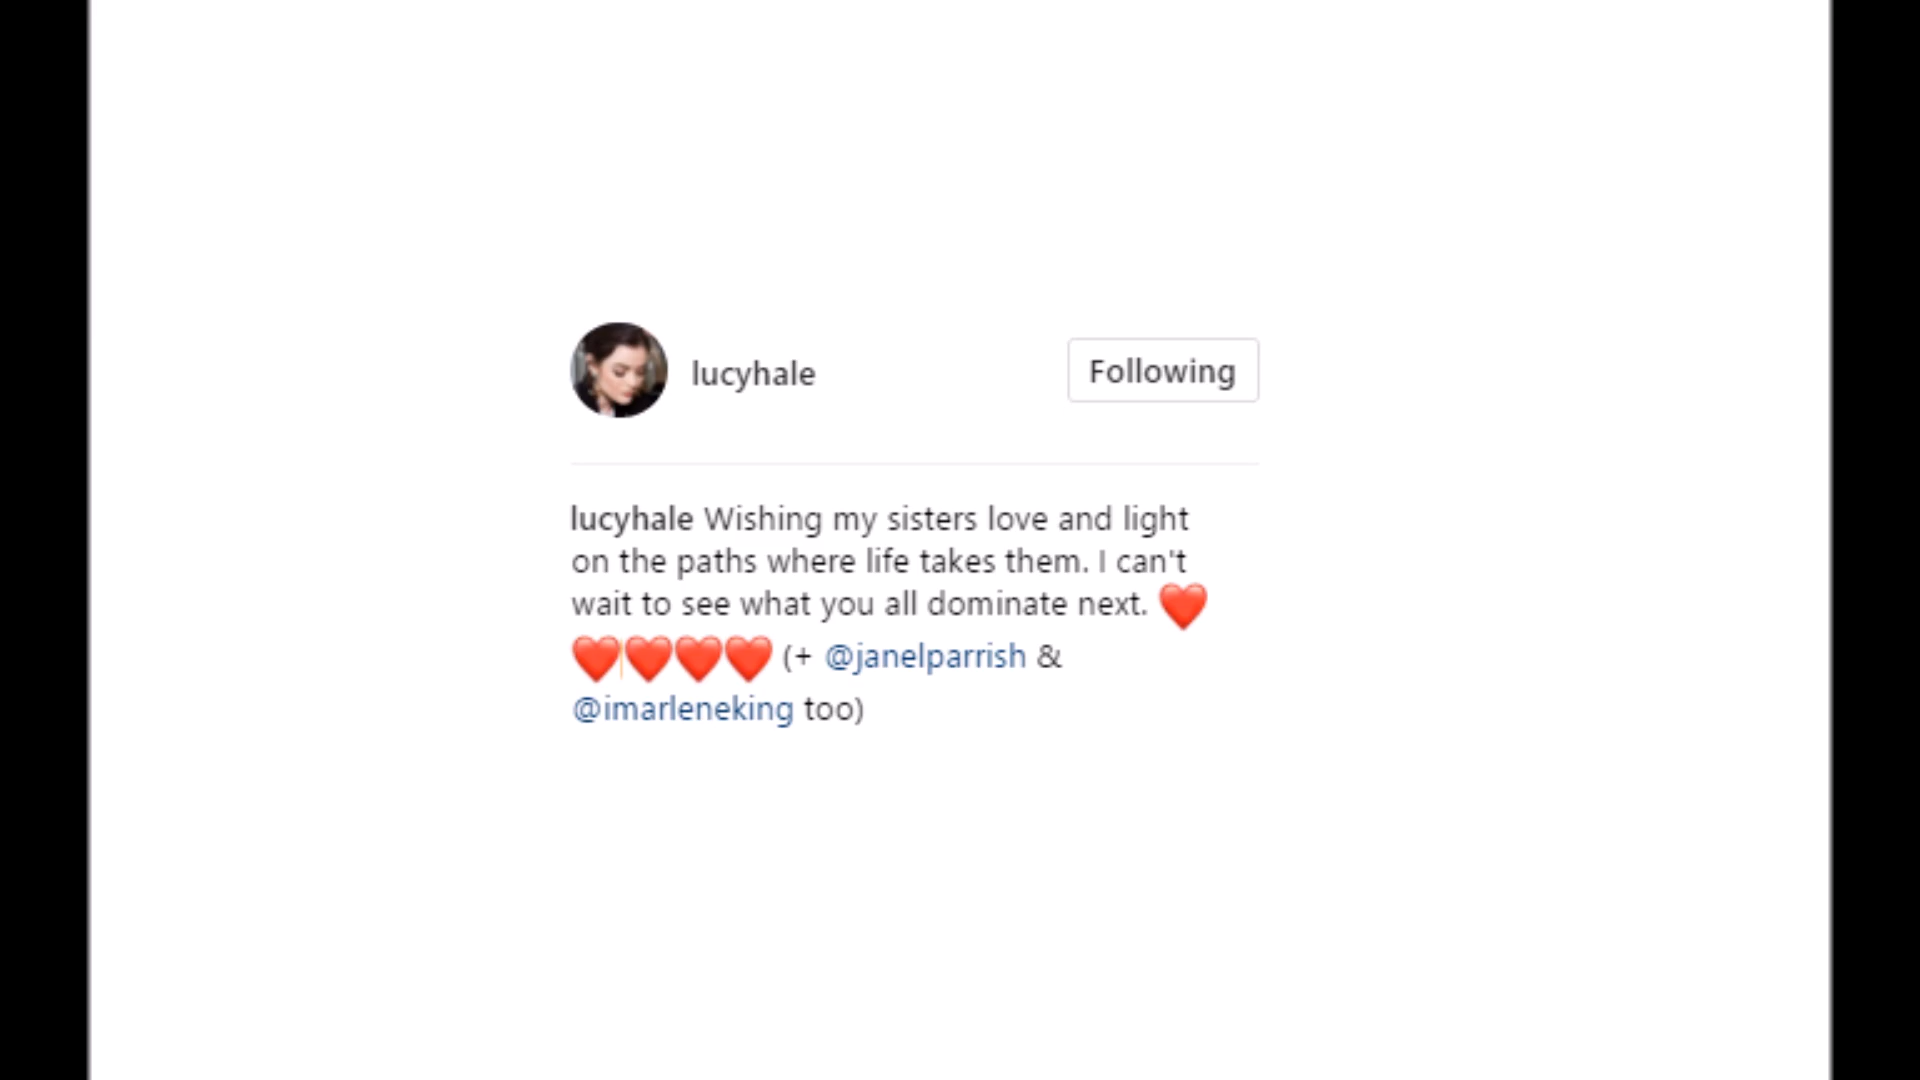 lucyhale
Following
lucyhale Wishing my sisters love and light
on the paths where life takes them. I can't
wait to see what you all dominate next. ❤️
❤️❤️❤️❤️ (+ @janelparrish &
@imarleneking too)